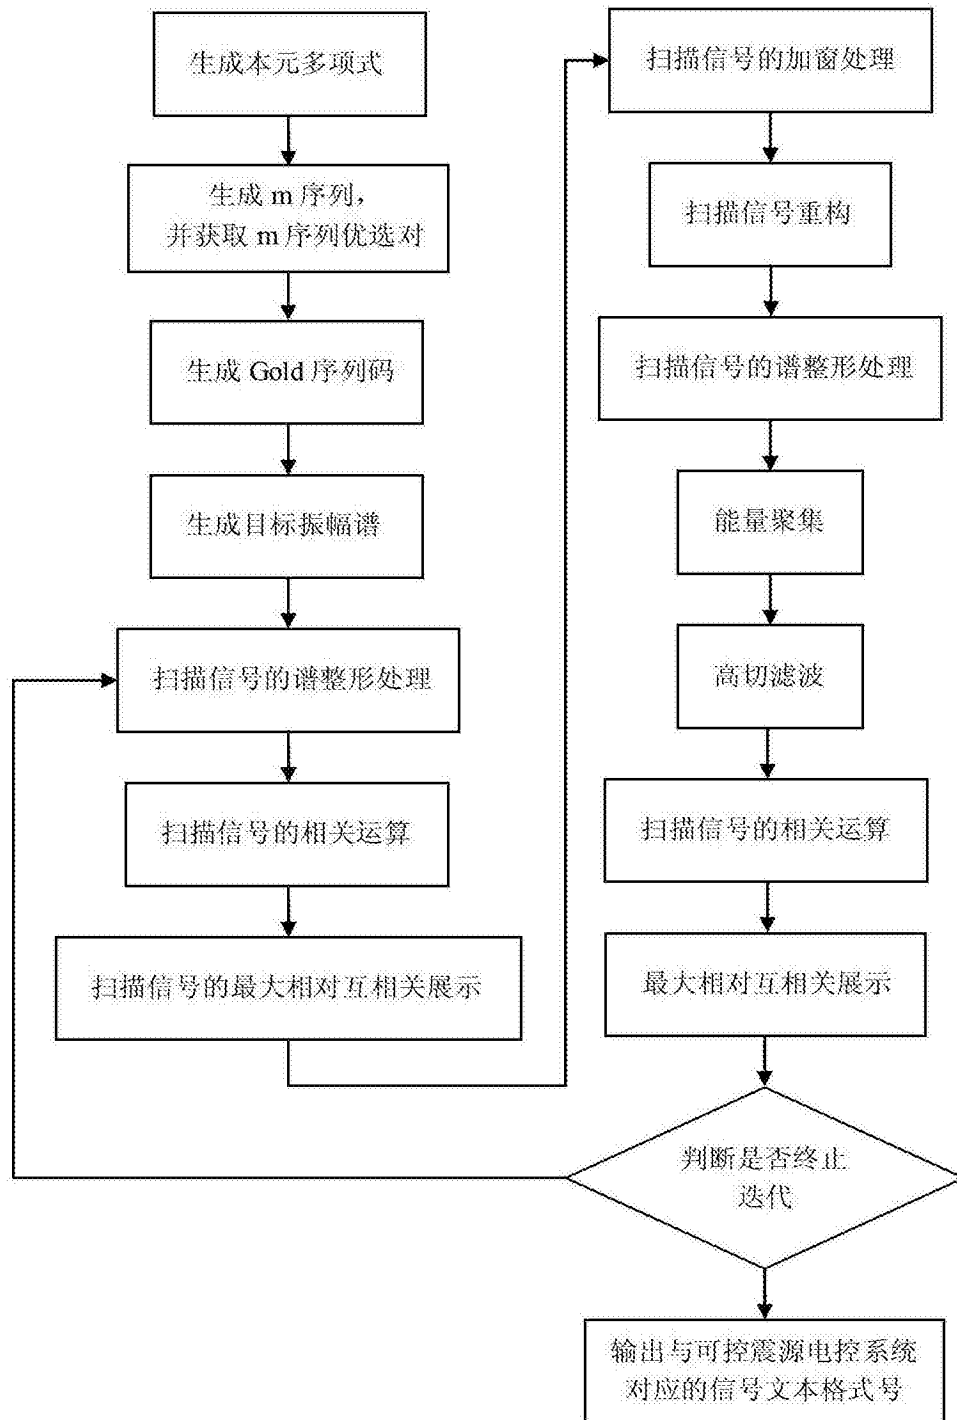 生成本元多项式
生成 m 序列，
并获取 m 序列优选对
生成 Gold 序列码
生成目标振幅谱
扫描信号的谱整形处理
扫描信号的相关运算
扫描信号的最大相对互相关展示
扫描信号的加窗处理
扫描信号重构
扫描信号的谱整形处理
能量聚集
高切滤波
扫描信号的相关运算
最大相对互相关展示
判断是否终止
迭代
输出与可控震源电控系统
对应的信号文本格式号